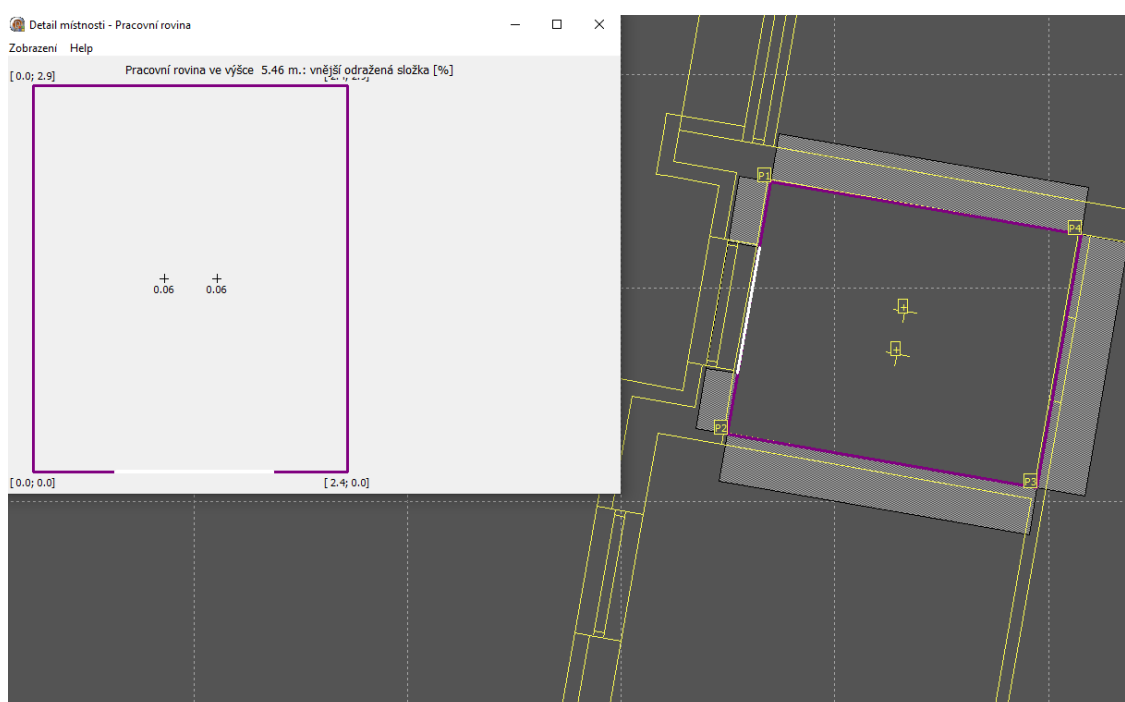 Detail místnosti - Pracovní rovina
Zobrazení Help
Pracovní rovina ve výšce 5.46 m.: vnější odražená složka [%]
[ 0.0; 2.9]
0.06 0.06
[ 0.0; 0.0] [ 2.4; 0.0]
P1
P4
P2
P3